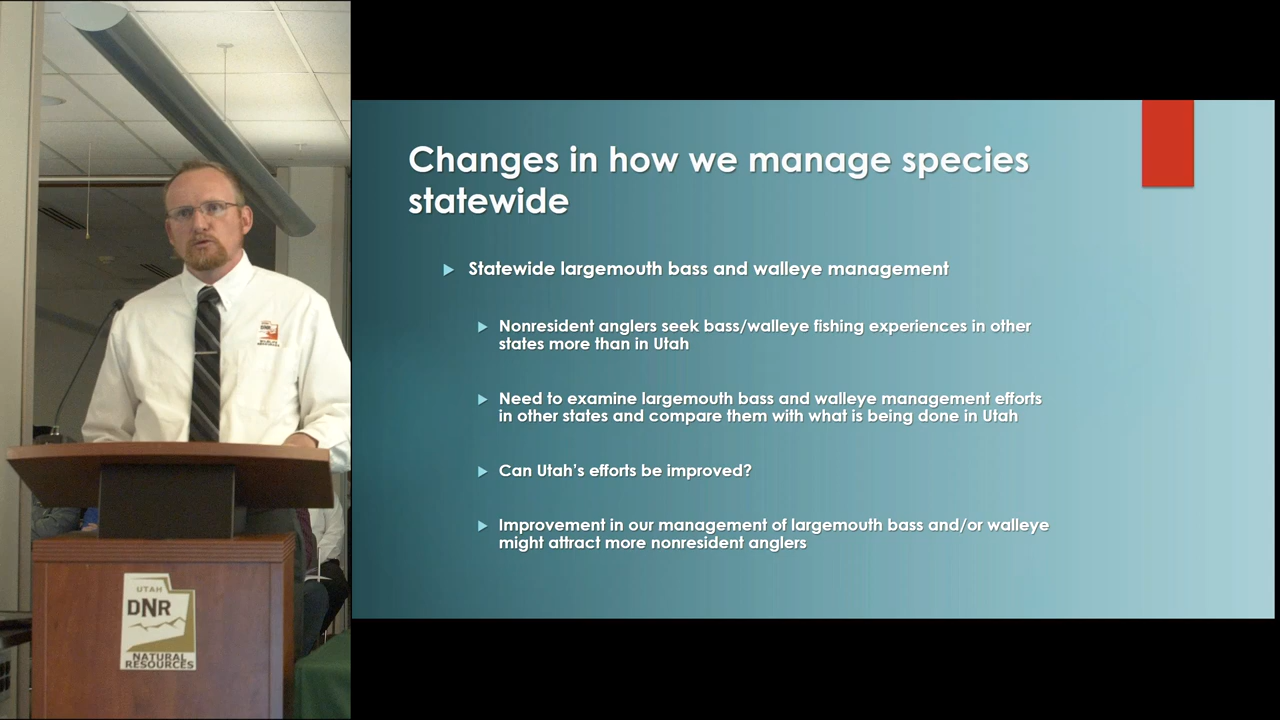 Changes in how we manage species
statewide
Statewide largemouth bass and walleye management
Nonresident anglers seek bass/walleye fishing experiences in other
states more than in Utah
Need to examine largemouth bass and walleye management efforts
in other states and compare them with what is being done in Utah
Can Utah's efforts be improved?
Improvement in our management of largemouth bass and/or walleye
might attract more nonresident anglers
DNR
UTAH
DNR
NATURAL
RESOURCES